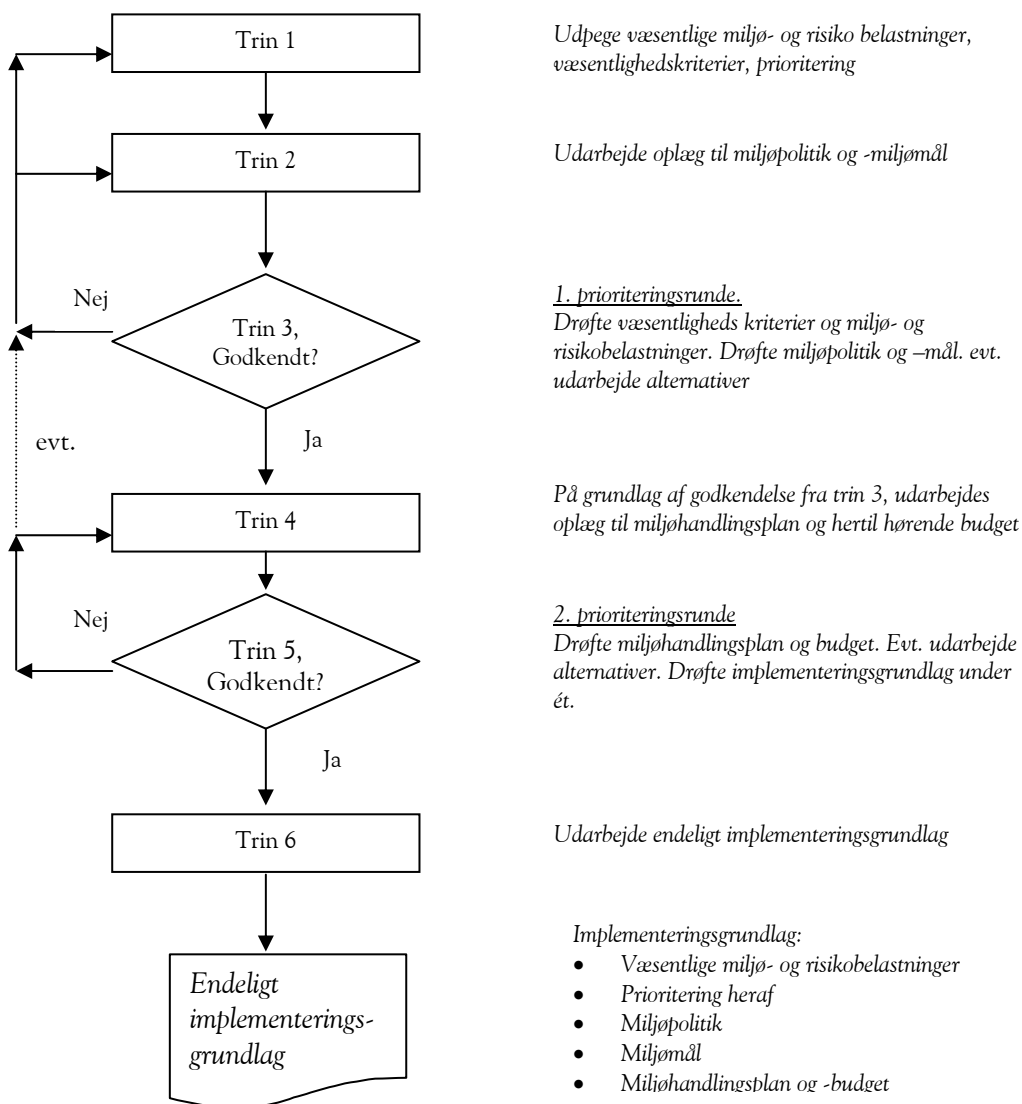 Trin 1
Udpege væsentlige miljø- og risiko belastninger,
væsentlighedskriterier, prioritering
Trin 2
Udarbejde oplæg til miljøpolitik og -miljømål
Nej
Trin 3,
Godkendt?
1. prioriteringsrunde.
Drøfte væsentligheds kriterier og miljø- og
risikobelastninger. Drøfte miljøpolitik og –mål. evt.
udarbejde alternativer
evt.
Ja
Trin 4
På grundlag af godkendelse fra trin 3, udarbejdes
oplæg til miljøhandlingsplan og hertil hørende budget
Nej
Trin 5,
Godkendt?
2. prioriteringsrunde
Drøfte miljøhandlingsplan og budget. Evt. udarbejde
alternativer. Drøfte implementeringsgrundlag under
ét.
Ja
Trin 6
Udarbejde endeligt implementeringsgrundlag
Endeligt
implementerings-
grundlag
Implementeringsgrundlag:
• Væsentlige miljø- og risikobelastninger
• Prioritering heraf
• Miljøpolitik
• Miljømål
• Miljøhandlingsplan og -budget